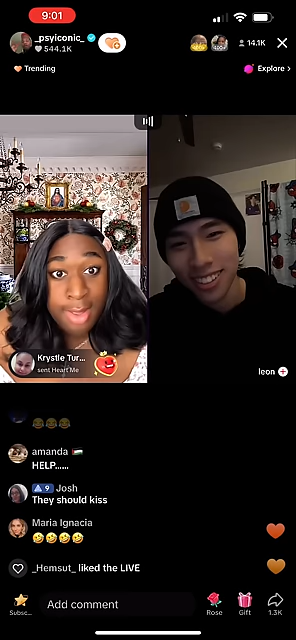 9:01
_psyiconic_
544.1K
14.1K
Trending
Explore >
Krystle Tur...
sent Heart Me
leon
amanda
HELP......
9 Josh
They should kiss
Maria Ignacia
_Hemsut_ liked the LIVE
Subsc...
Add comment
Rose
Gift
1.3K